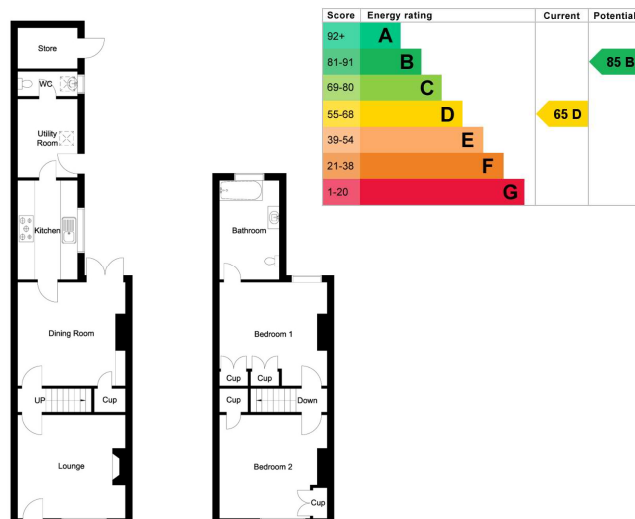 Store
WC
Utility
Room
Kitchen
Dining Room
UP
Cup
Lounge
Bathroom
Bedroom 1
Cup
Cup
Cup
Down
Bedroom 2
Cup
Score Energy rating Current Potential
92+ A
81-91 B 85 B
69-80 C
55-68 D 65 D
39-54 E
21-38 F
1-20 G